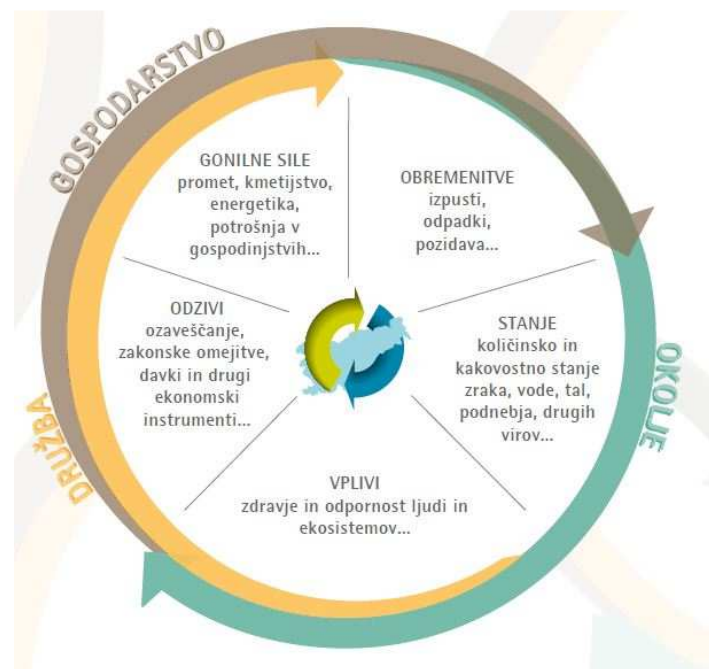 GOSPODARSTVO
GONILNE SILE
promet, kmetijstvo,
energetika,
potrošnja v
gospodinjstvih...
OBREMENITVE
izpusti,
odpadki,
pozidava...
ODZIVI
ozaveščanje,
zakonske omejitve,
davki in drugi
ekonomski
instrumenti...
STANJE
količinsko in
kakovostno stanje
zraka, vode, tal,
podnebja, drugih
virov...
OKOLJE
DRUŽBA
VPLIVI
zdravje in odpornost ljudi in
ekosistemov...